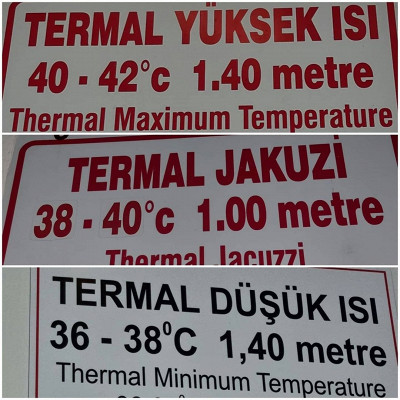 TERMAL YÜKSEK ISI
40 - 42°c 1.40 metre
Thermal Maximum Temperature
TERMAL JAKUZİ
38 - 40°c 1.00 metre
Thermal Jacuzzi
TERMAL DÜŞÜK ISI
36 - 38⁰C 1,40 metre
Thermal Minimum Temperature